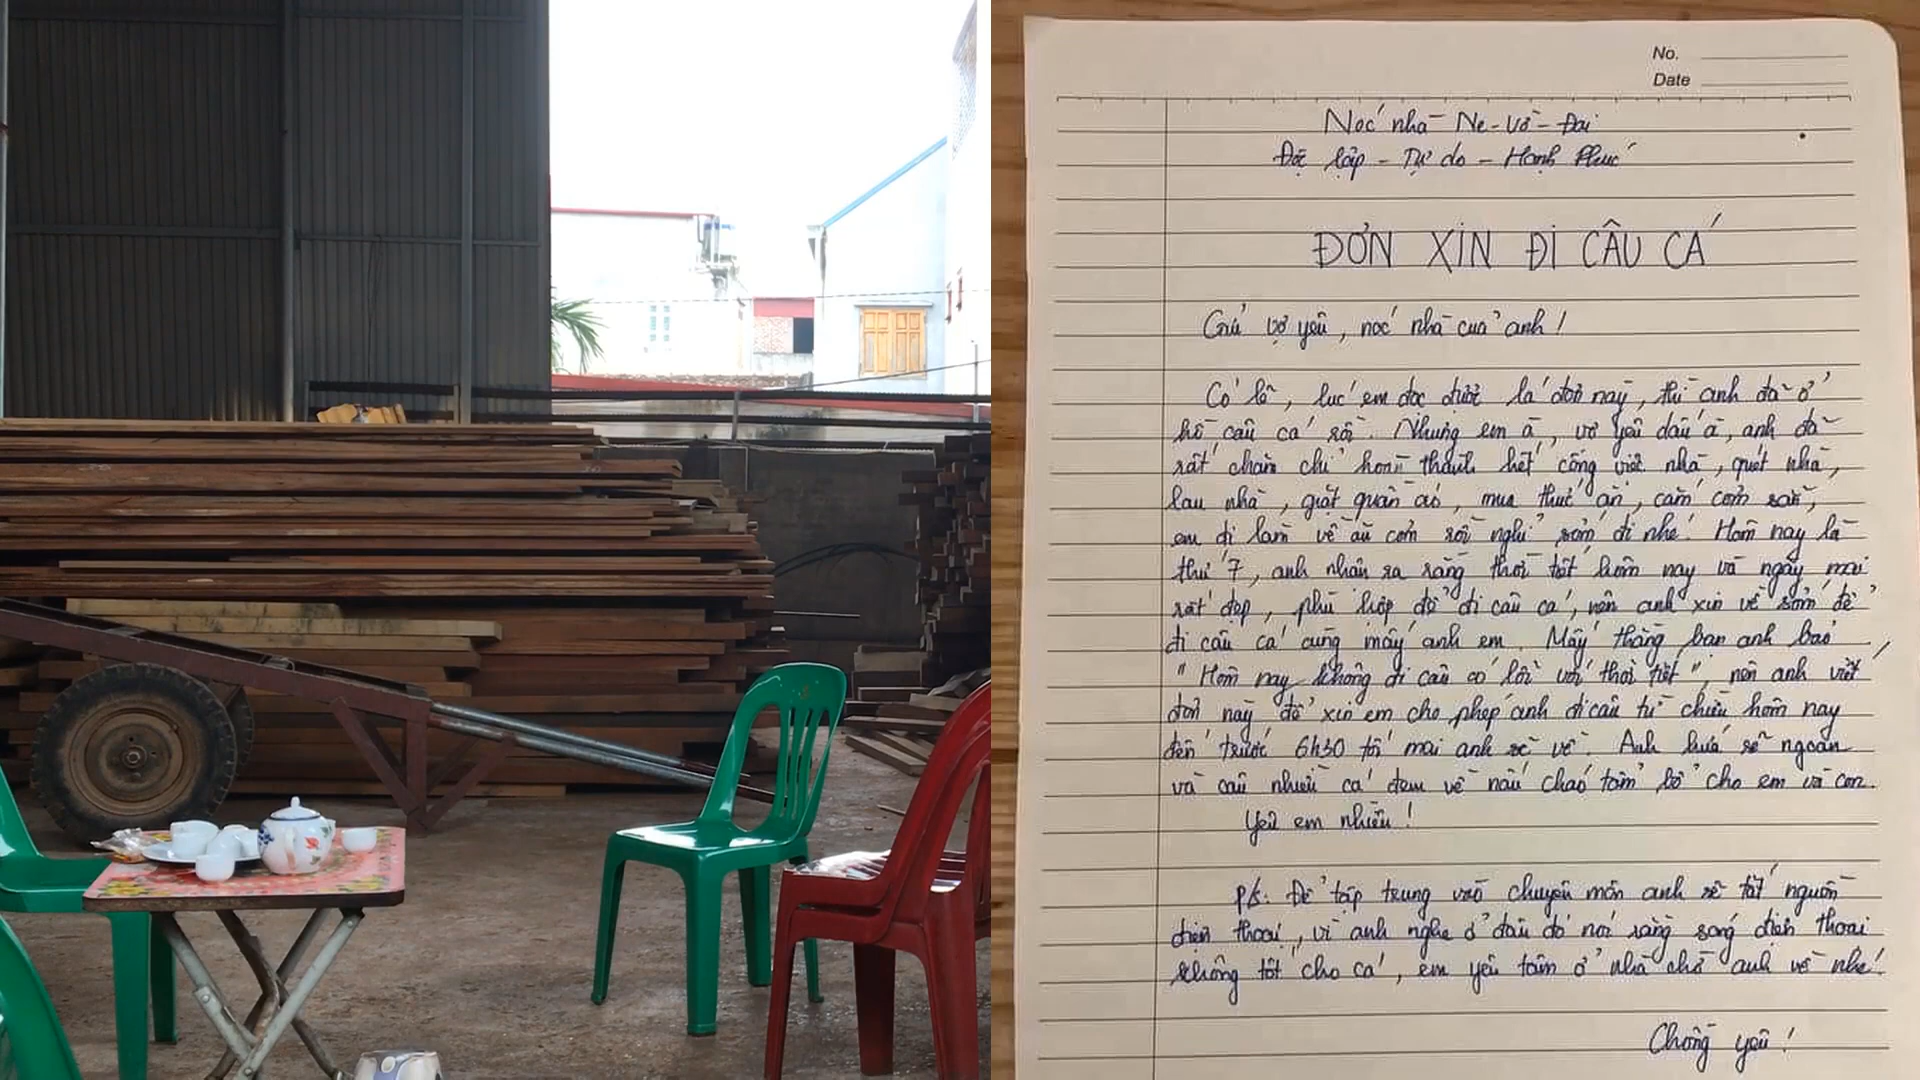 No.
Date
Nóc nhà Ne-Vờ-Đai
Độc lập - Tự do - Hạnh Phúc
ĐƠN XIN ĐI CÂU CÁ
Gửi vợ yêu, nóc nhà của anh!
Có lẽ, lúc em đọc được lá đơn này, thì anh đã ở
hồ câu cá rồi. Nhưng em à, vợ yêu dấu à, anh đã
rất chăm chỉ hoàn thành hết công việc nhà, quét nhà,
lau nhà, giặt quần áo, mua thức ăn, cắm cơm sẵn,
em đi làm về ăn cơm rồi nghỉ sớm đi nhé! Hôm nay là
thứ 7, anh nhận ra rằng thời tiết hôm nay và ngày mai
rất đẹp, phù hợp để đi câu cá, nên anh xin về sớm để
đi câu cá cùng mấy anh em. Mấy thằng bạn anh bảo
"Hôm nay không đi câu có lỗi với thời tiết", nên anh viết
đơn này để xin em cho phép anh đi câu từ chiều hôm nay
đến trước 6h30 tối mai anh sẽ về. Anh hứa sẽ ngoan
và câu nhiều cá đem về nấu cháo tẩm bổ cho em và con.
Yêu em nhiều!
p/s: Để tập trung vào chuyên môn anh sẽ tắt nguồn
điện thoại, vì anh nghe ở đâu đó nói rằng sóng điện thoại
không tốt cho cá, em yên tâm ở nhà chờ anh về nhé!
Chồng yêu!